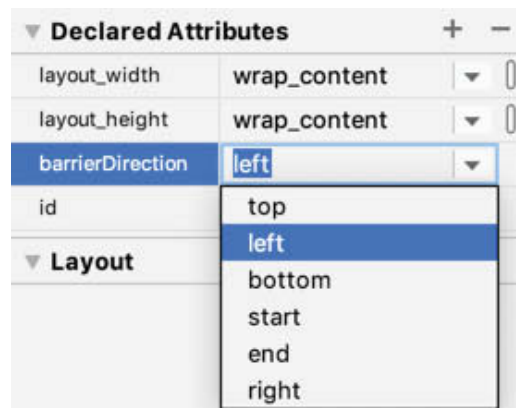 Declared Attributes + −
layout_width wrap_content
layout_height wrap_content
barrierDirection left
id top
left
Layout
bottom
start
end
right